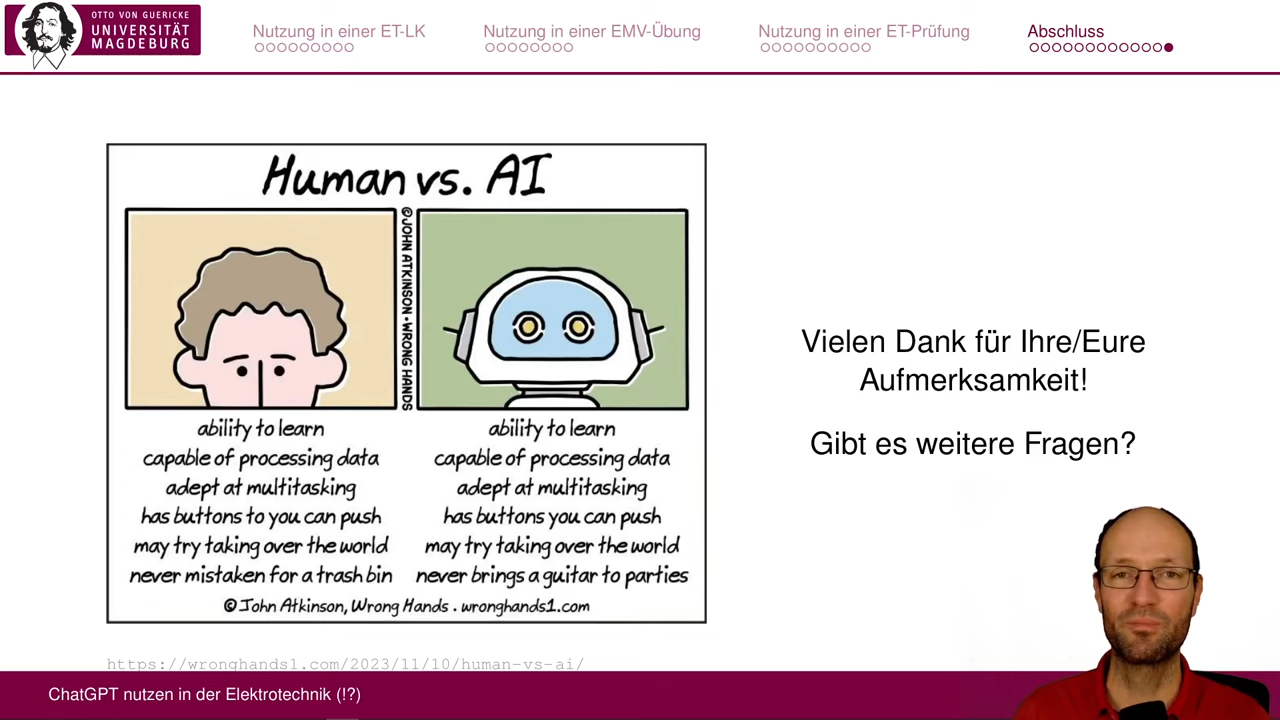 OTTO VON GUERICKE
UNIVERSITÄT
MAGDEBURG
Nutzung in einer ET-LK
Nutzung in einer EMV-Übung
Nutzung in einer ET-Prüfung
Abschluss
Human vs. AI
©JOHN ATKINSON • WRONG HANDS
ability to learn
capable of processing data
adept at multitasking
has buttons to you can push
may try taking over the world
never mistaken for a trash bin
ability to learn
capable of processing data
adept at multitasking
has buttons you can push
may try taking over the world
never brings a guitar to parties
© John Atkinson, Wrong Hands . wronghands1.com
https://wronghands1.com/2023/11/10/human-vs-ai/
Vielen Dank für Ihre/Eure
Aufmerksamkeit!
Gibt es weitere Fragen?
ChatGPT nutzen in der Elektrotechnik (!?)